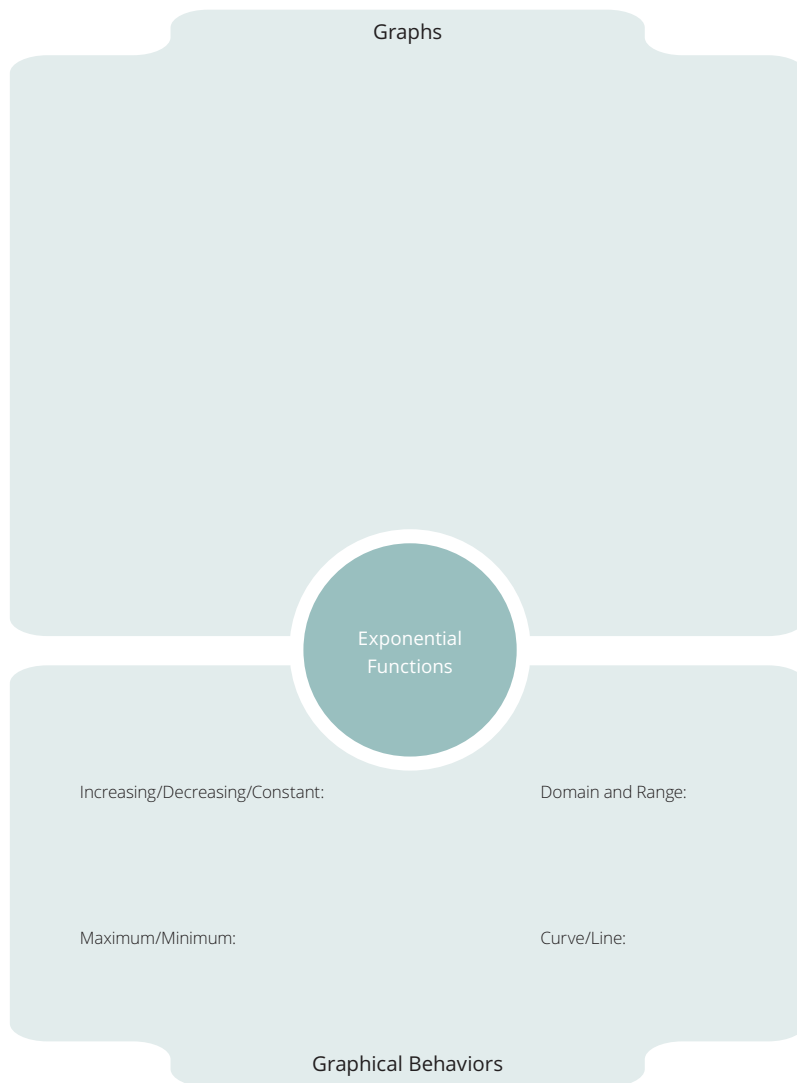 Graphs
Exponential
Functions
Increasing/Decreasing/Constant:
Domain and Range:
Maximum/Minimum:
Curve/Line:
Graphical Behaviors